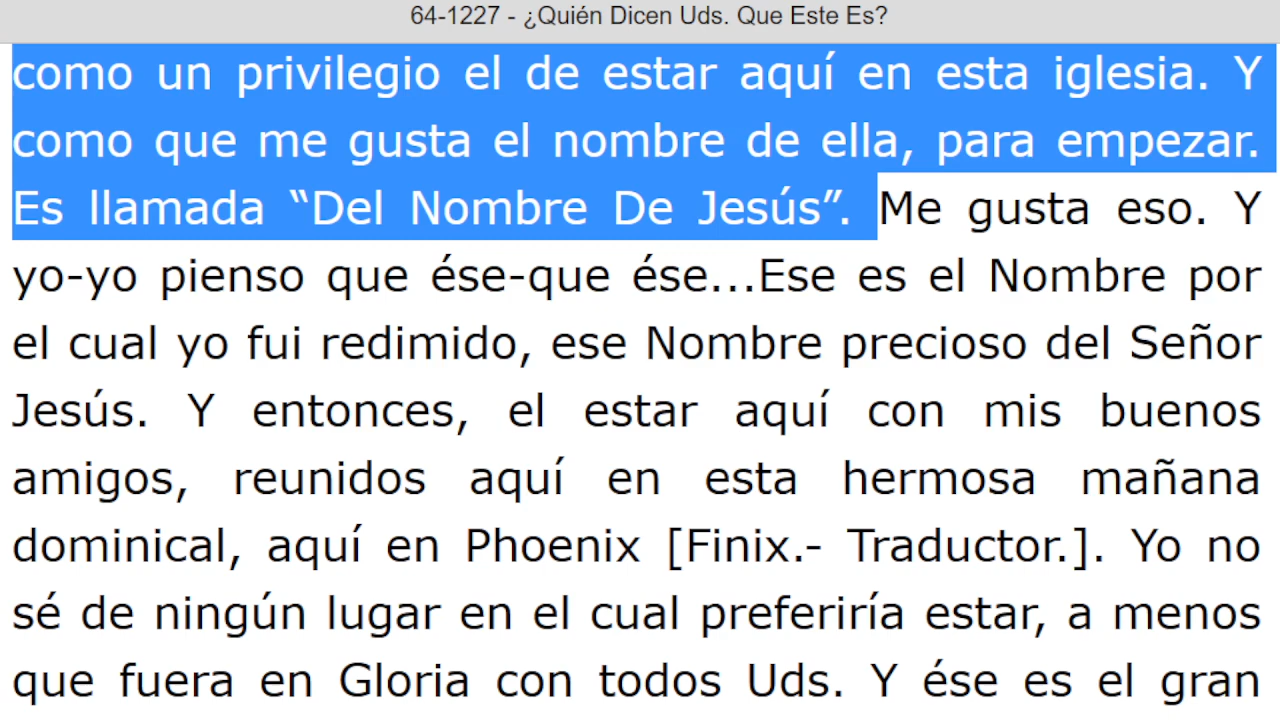 64-1227 - ¿Quién Dicen Uds. Que Este Es?
como un privilegio el de estar aquí en esta iglesia. Y
como que me gusta el nombre de ella, para empezar.
Es llamada “Del Nombre De Jesús”. Me gusta eso. Y
yo-yo pienso que ése-que ése...Ese es el Nombre por
el cual yo fui redimido, ese Nombre precioso del Señor
Jesús. Y entonces, el estar aquí con mis buenos
amigos, reunidos aquí en esta hermosa mañana
dominical, aquí en Phoenix [Finix.- Traductor.]. Yo no
sé de ningún lugar en el cual preferiría estar, a menos
que fuera en Gloria con todos Uds. Y ése es el gran